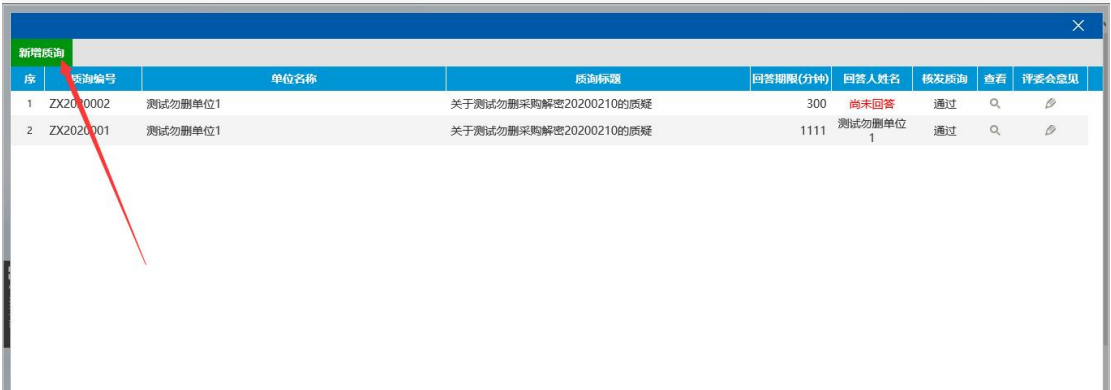 新增质询
序 质询编号 单位名称 质询标题 回答期限(分钟) 回答人姓名 核发质询 查看 评委会意见
1 ZX2020002 测试勿删单位1 关于测试勿删采购解密20200210的质疑 300 尚未回答 通过
2 ZX2020001 测试勿删单位1 关于测试勿删采购解密20200210的质疑 1111 测试勿删单位1 通过